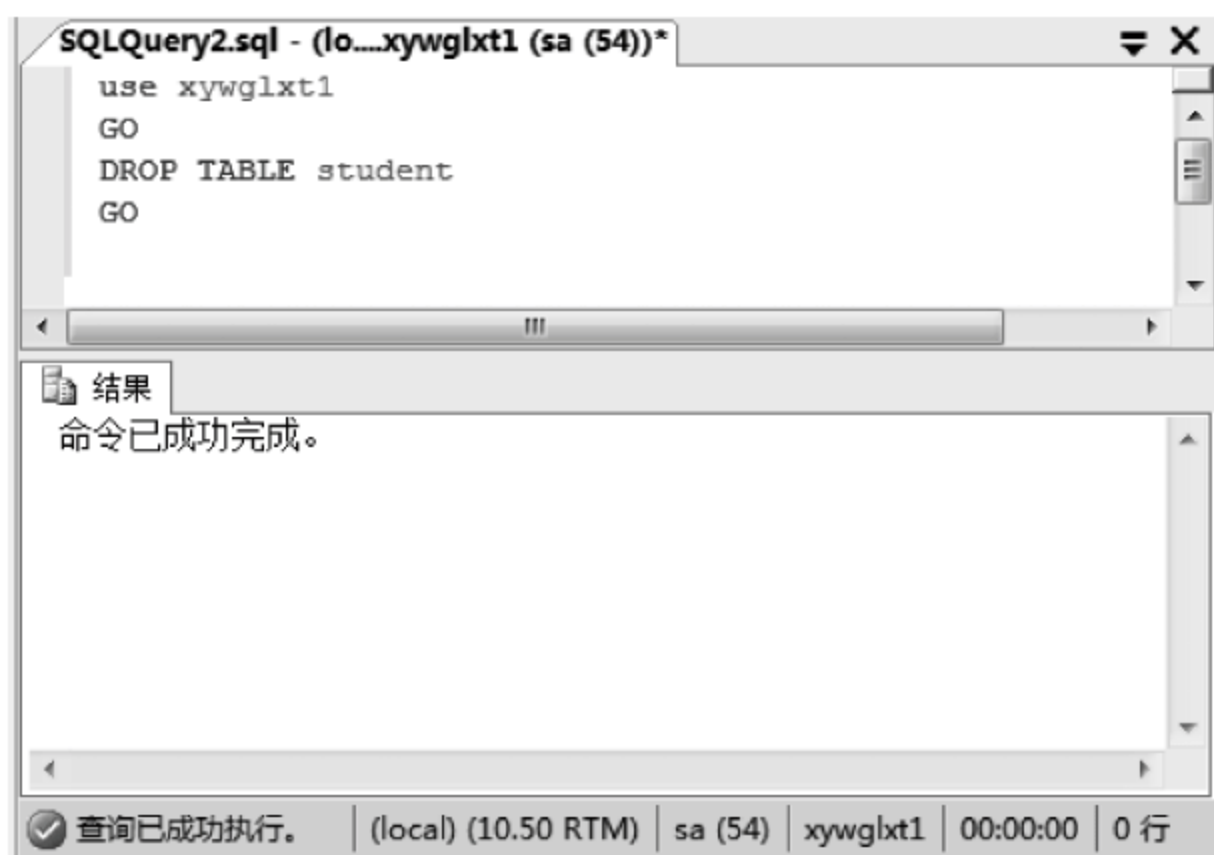 SQLQuery2.sql - (lo....xywglxt1 (sa (54))*
use xywglxt1
GO
DROP TABLE student
GO
结果
命令已成功完成。
查询已成功执行。 (local) (10.50 RTM) sa (54) xywglxt1 00:00:00 0 行